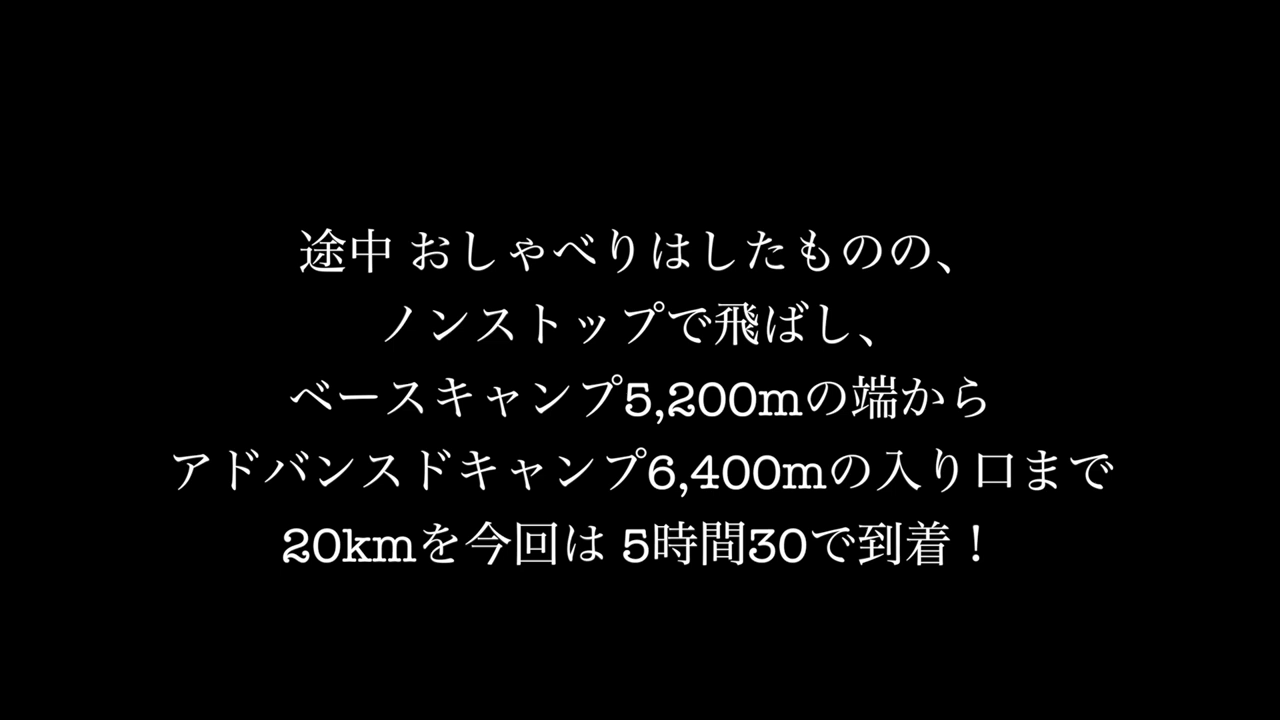 途中 おしゃべりはしたものの、
ノンストップで飛ばし、
ベースキャンプ5,200mの端から
アドバンスドキャンプ6,400mの入り口まで
20kmを今回は 5時間30で到着！